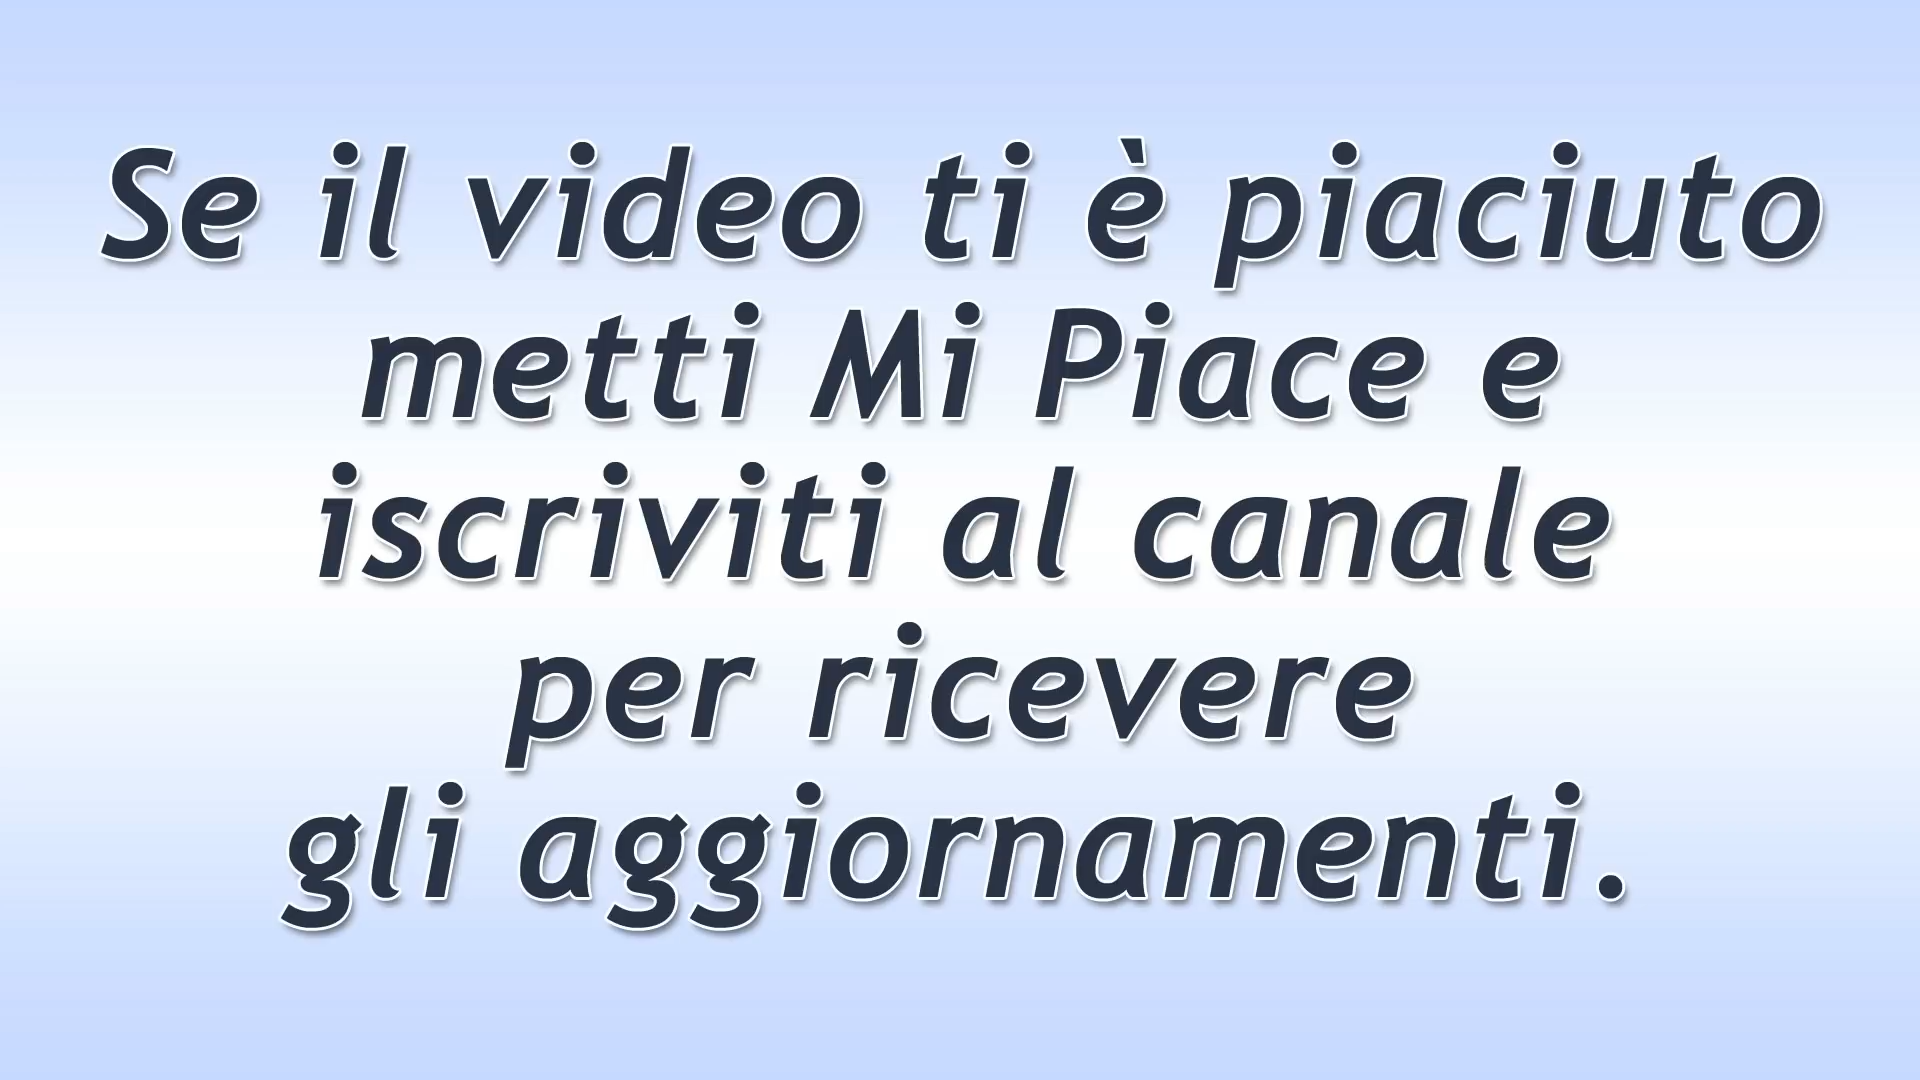 Se il video ti è piaciuto
metti Mi Piace e
iscriviti al canale
per ricevere
gli aggiornamenti.